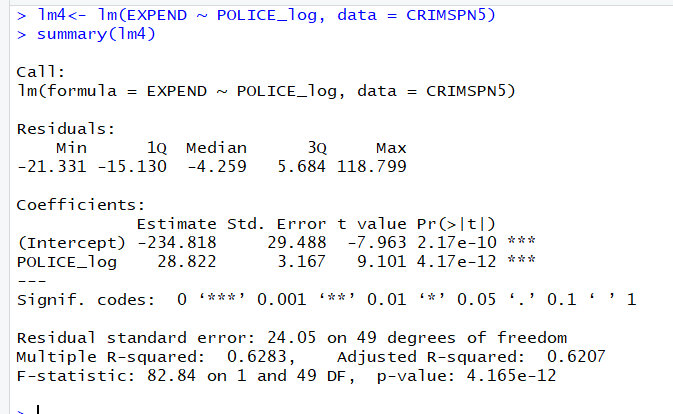 > lm4<- lm(EXPEND ~ POLICE_log, data = CRIMSPN5)
> summary(lm4)
Call:
lm(formula = EXPEND ~ POLICE_log, data = CRIMSPN5)
Residuals:
    Min      1Q  Median      3Q     Max
-21.331 -15.130  -4.259   5.684 118.799
Coefficients:
            Estimate Std. Error t value Pr(>|t|)
(Intercept) -234.818     29.488  -7.963 2.17e-10 ***
POLICE_log    28.822      3.167   9.101 4.17e-12 ***
---
Signif. codes:  0 ‘***’ 0.001 ‘**’ 0.01 ‘*’ 0.05 ‘.’ 0.1 ‘ ’ 1
Residual standard error: 24.05 on 49 degrees of freedom
Multiple R-squared:  0.6283,    Adjusted R-squared:  0.6207
F-statistic: 82.84 on 1 and 49 DF,  p-value: 4.165e-12
>